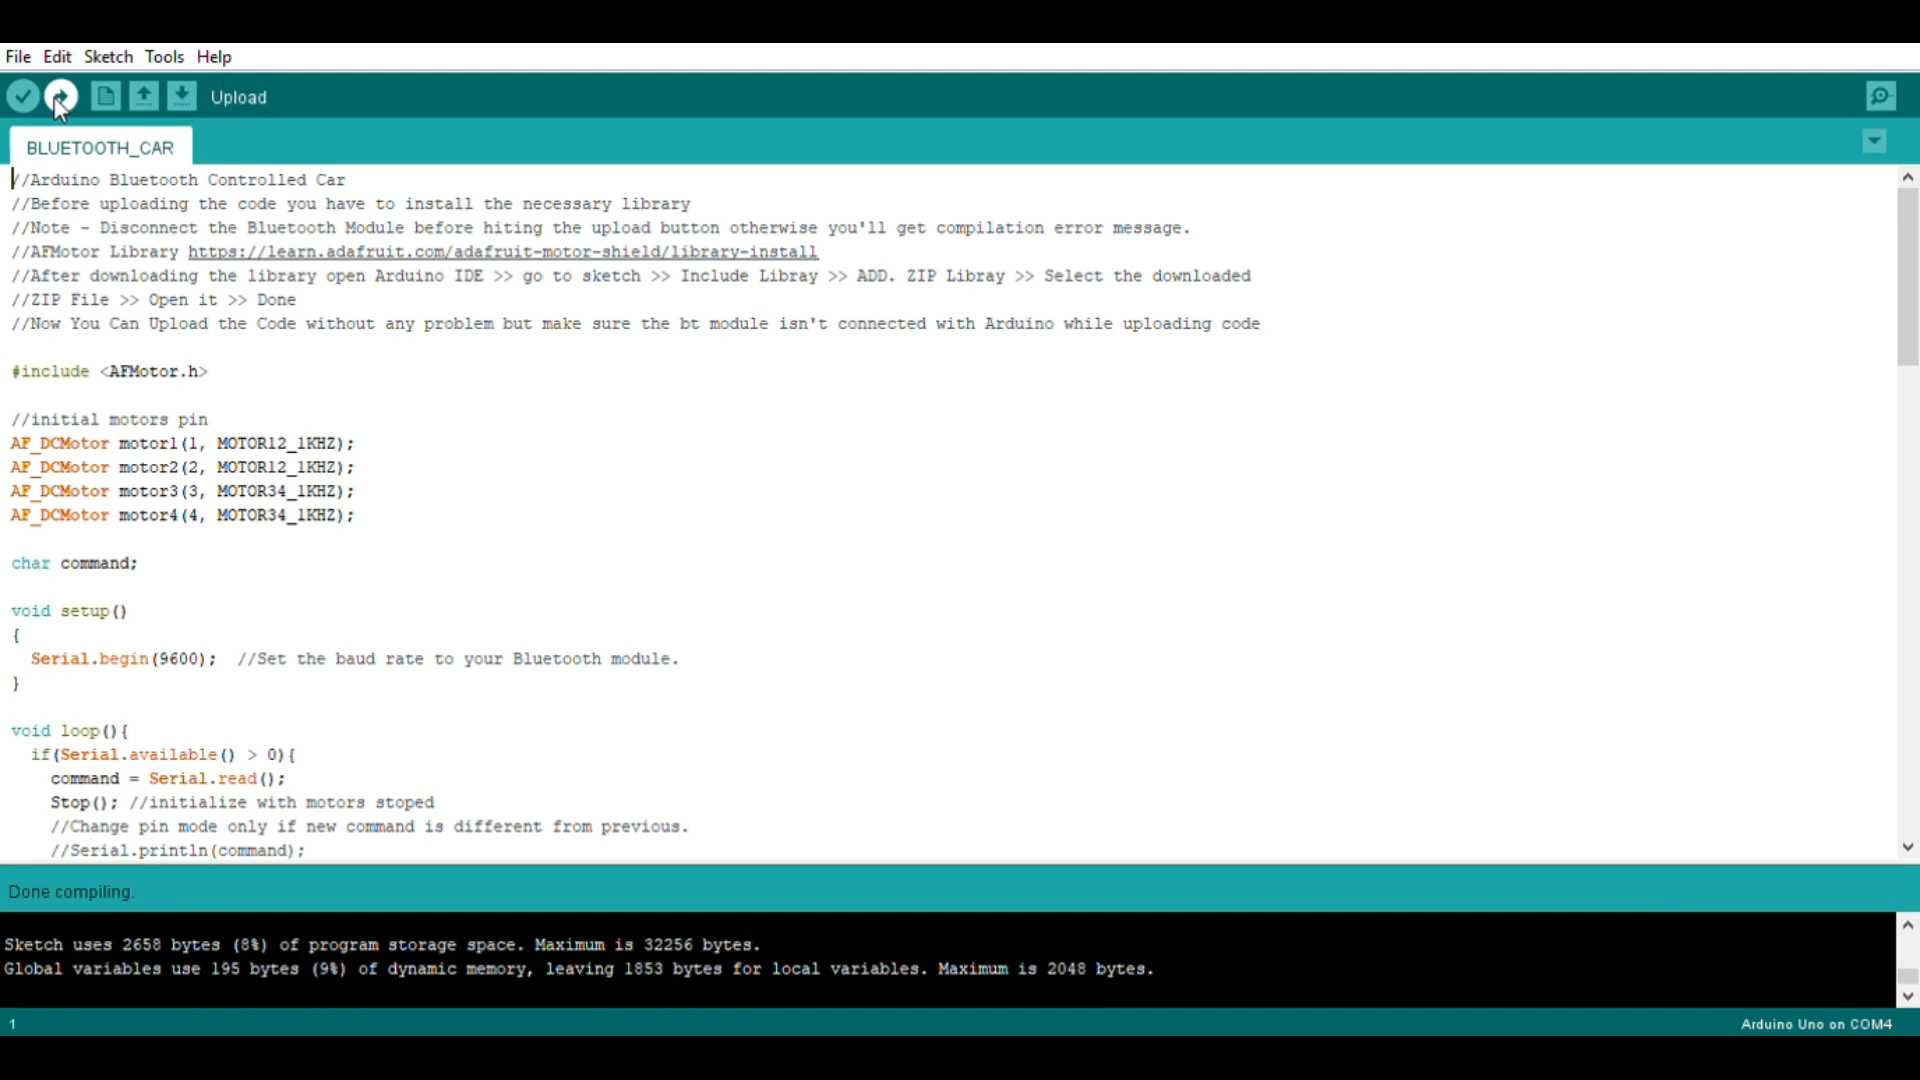 File Edit Sketch Tools Help
Upload
BLUETOOTH_CAR
//Arduino Bluetooth Controlled Car
//Before uploading the code you have to install the necessary library
//Note - Disconnect the Bluetooth Module before hiting the upload button otherwise you'll get compilation error message.
//AFMotor Library https://learn.adafruit.com/adafruit-motor-shield/library-install
//After downloading the library open Arduino IDE >> go to sketch >> Include Libray >> ADD. ZIP Libray >> Select the downloaded
//ZIP File >> Open it >> Done
//Now You Can Upload the Code without any problem but make sure the bt module isn't connected with Arduino while uploading code
#include <AFMotor.h>
//initial motors pin
AF_DCMotor motor1(1, MOTOR12_1KHZ);
AF_DCMotor motor2(2, MOTOR12_1KHZ);
AF_DCMotor motor3(3, MOTOR34_1KHZ);
AF_DCMotor motor4(4, MOTOR34_1KHZ);
char command;
void setup()
{
Serial.begin(9600); //Set the baud rate to your Bluetooth module.
}
void loop(){
if(Serial.available() > 0){
command = Serial.read();
Stop(); //initialize with motors stoped
//Change pin mode only if new command is different from previous.
//Serial.println(command);
Done compiling.
Sketch uses 2658 bytes (8%) of program storage space. Maximum is 32256 bytes.
Global variables use 195 bytes (9%) of dynamic memory, leaving 1853 bytes for local variables. Maximum is 2048 bytes.
1
Arduino Uno on COM4